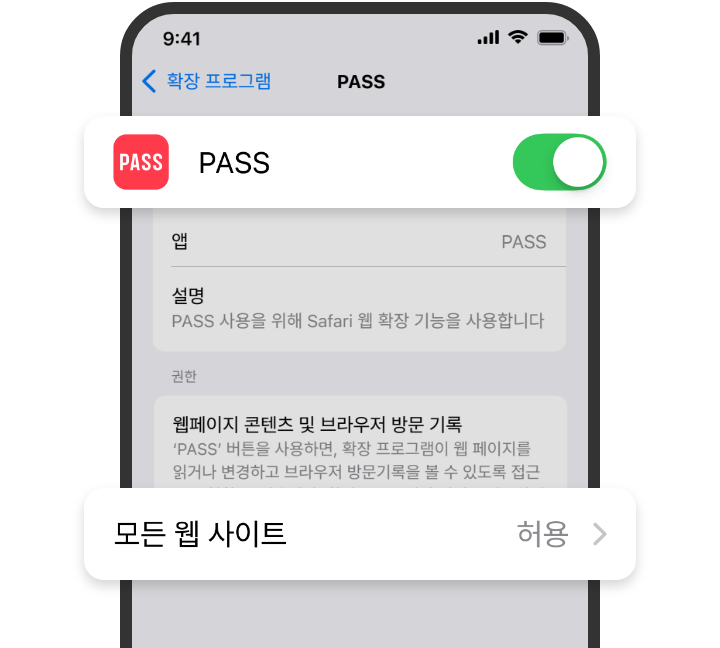 9:41
확장 프로그램 PASS
PASS PASS
앱 PASS
설명
PASS 사용을 위해 Safari 웹 확장 기능을 사용합니다
권한
웹페이지 콘텐츠 및 브라우저 방문 기록
‘PASS’ 버튼을 사용하면, 확장 프로그램이 웹 페이지를
읽거나 변경하고 브라우저 방문기록을 볼 수 있도록 접근
모든 웹 사이트 허용